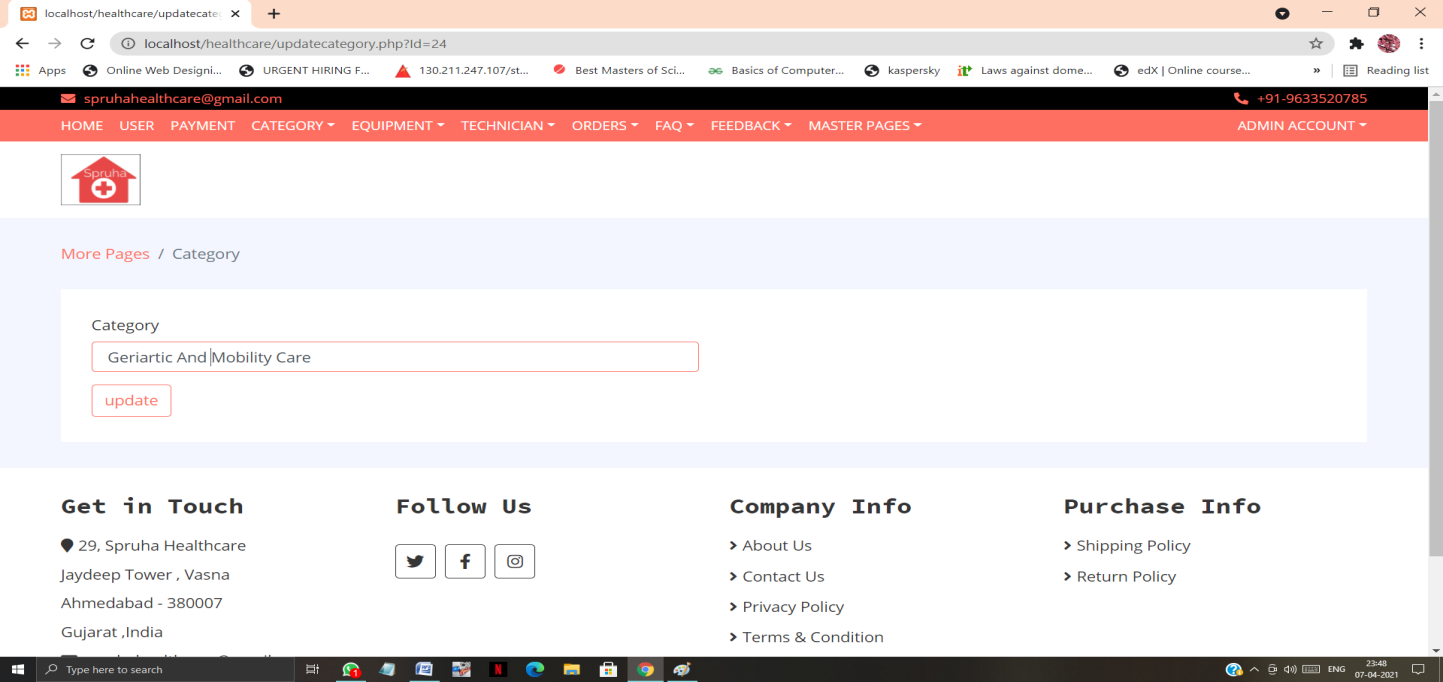 localhost/healthcare/updatecate
localhost/healthcare/updatecategory.php?Id=24
Apps Online Web Designi... URGENT HIRING F... 130.211.247.107/st... Best Masters of Sci... Basics of Computer... kaspersky Laws against dome... edX | Online course... » Reading list
spruhahealthcare@gmail.com +91-9633520785
HOME USER PAYMENT CATEGORY EQUIPMENT TECHNICIAN ORDERS FAQ FEEDBACK MASTER PAGES ADMIN ACCOUNT
Spruha
More Pages / Category
Category
Geriartic And Mobility Care
update
Get in Touch Follow Us Company Info Purchase Info
29, Spruha Healthcare > About Us > Shipping Policy
Jaydeep Tower , Vasna > Contact Us > Return Policy
Ahmedabad - 380007 > Privacy Policy
Gujarat ,India > Terms & Condition
Type here to search ENG 23:48
07-04-2021